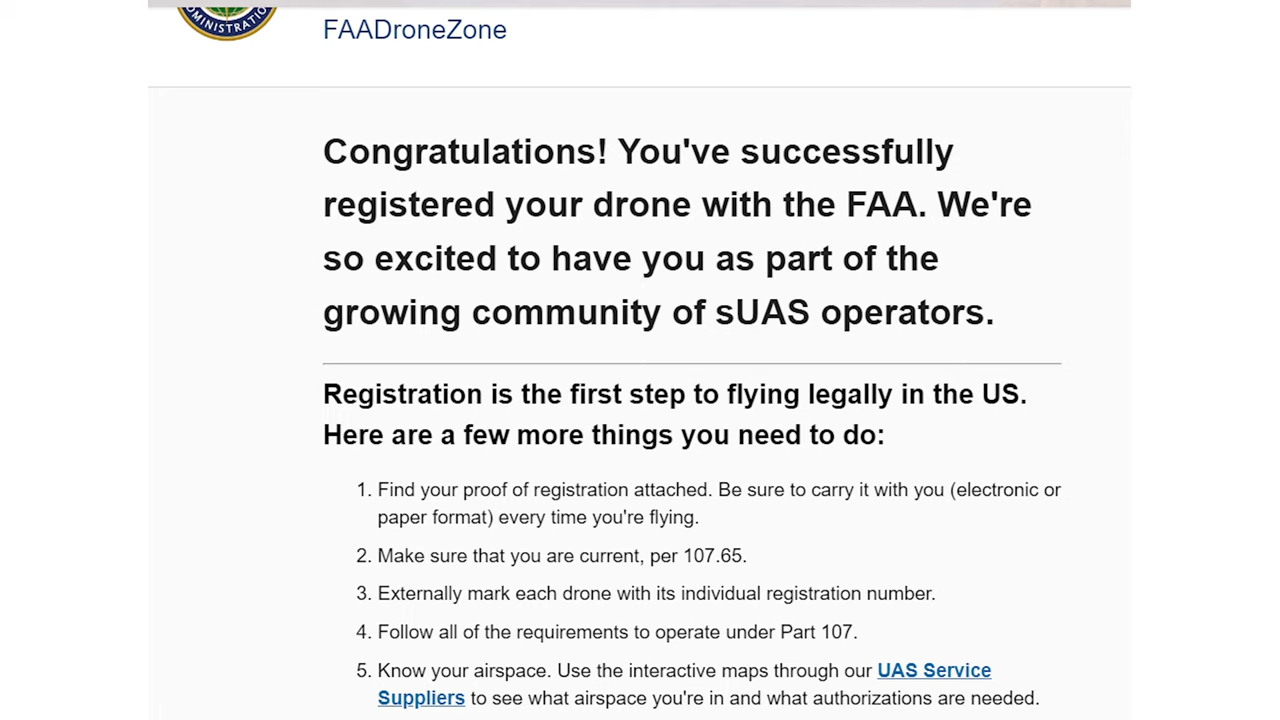 MINISTRATIO
FAADroneZone
Congratulations! You've successfully
registered your drone with the FAA. We're
so excited to have you as part of the
growing community of sUAS operators.
Registration is the first step to flying legally in the US.
Here are a few more things you need to do:
1. Find your proof of registration attached. Be sure to carry it with you (electronic or
paper format) every time you're flying.
2. Make sure that you are current, per 107.65.
3. Externally mark each drone with its individual registration number.
4. Follow all of the requirements to operate under Part 107.
5. Know your airspace. Use the interactive maps through our UAS Service
Suppliers to see what airspace you're in and what authorizations are needed.